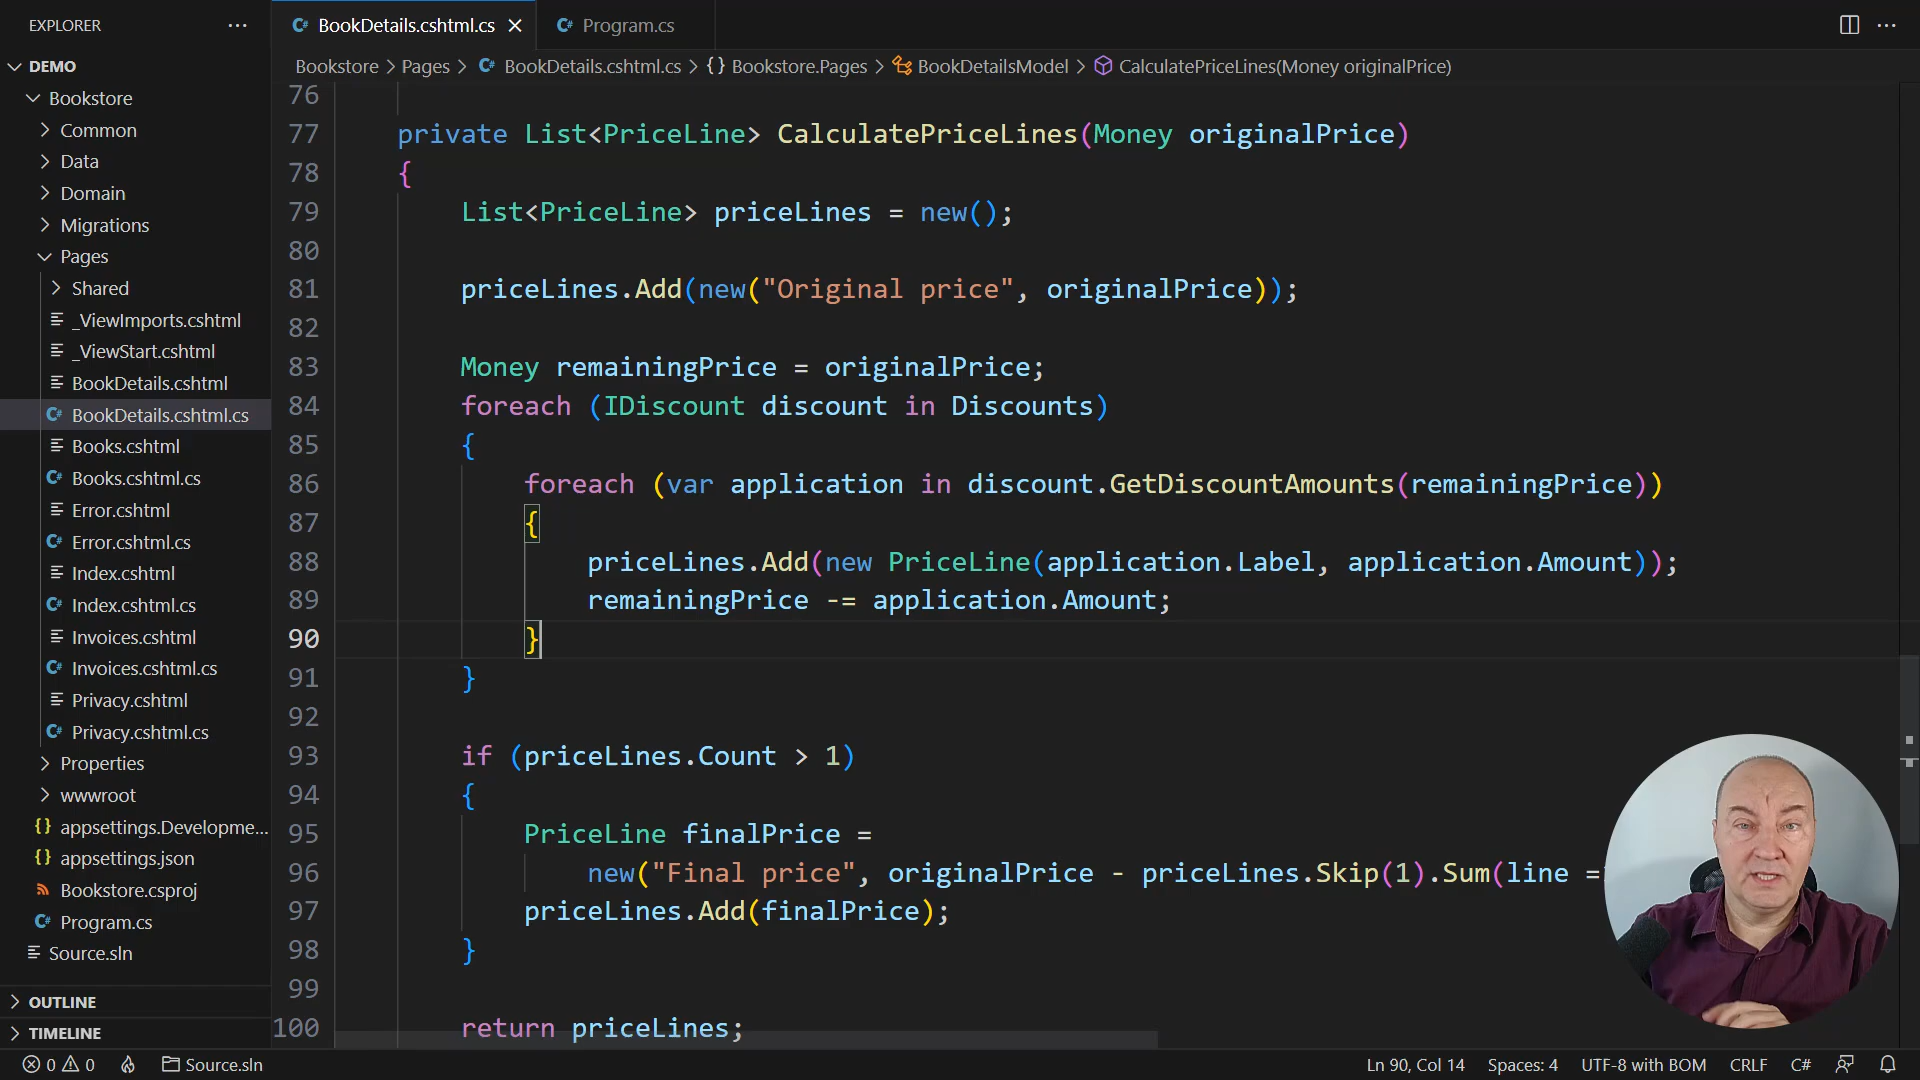 EXPLORER
DEMO
Bookstore
Common
Data
Domain
Migrations
Pages
Shared
_ViewImports.cshtml
_ViewStart.cshtml
BookDetails.cshtml
BookDetails.cshtml.cs
Books.cshtml
Books.cshtml.cs
Error.cshtml
Error.cshtml.cs
Index.cshtml
Index.cshtml.cs
Invoices.cshtml
Invoices.cshtml.cs
Privacy.cshtml
Privacy.cshtml.cs
Properties
wwwroot
{} appsettings.Developme...
{} appsettings.json
Bookstore.csproj
C# Program.cs
Source.sln
OUTLINE
TIMELINE
C# BookDetails.cshtml.cs
C# Program.cs
Bookstore > Pages > C# BookDetails.cshtml.cs > {} Bookstore.Pages > BookDetailsModel > CalculatePriceLines(Money originalPrice)
76
77 private List<PriceLine> CalculatePriceLines(Money originalPrice)
78 {
79 List<PriceLine> priceLines = new();
80
81 priceLines.Add(new("Original price", originalPrice));
82
83 Money remainingPrice = originalPrice;
84 foreach (IDiscount discount in Discounts)
85 {
86 foreach (var application in discount.GetDiscountAmounts(remainingPrice))
87 {
88 priceLines.Add(new PriceLine(application.Label, application.Amount));
89 remainingPrice -= application.Amount;
90 }
91 }
92
93 if (priceLines.Count > 1)
94 {
95 PriceLine finalPrice =
96 new("Final price", originalPrice - priceLines.Skip(1).Sum(line =
97 priceLines.Add(finalPrice);
98 }
99
100 return priceLines;
0 0 Source.sln
Ln 90, Col 14 Spaces: 4 UTF-8 with BOM CRLF C#